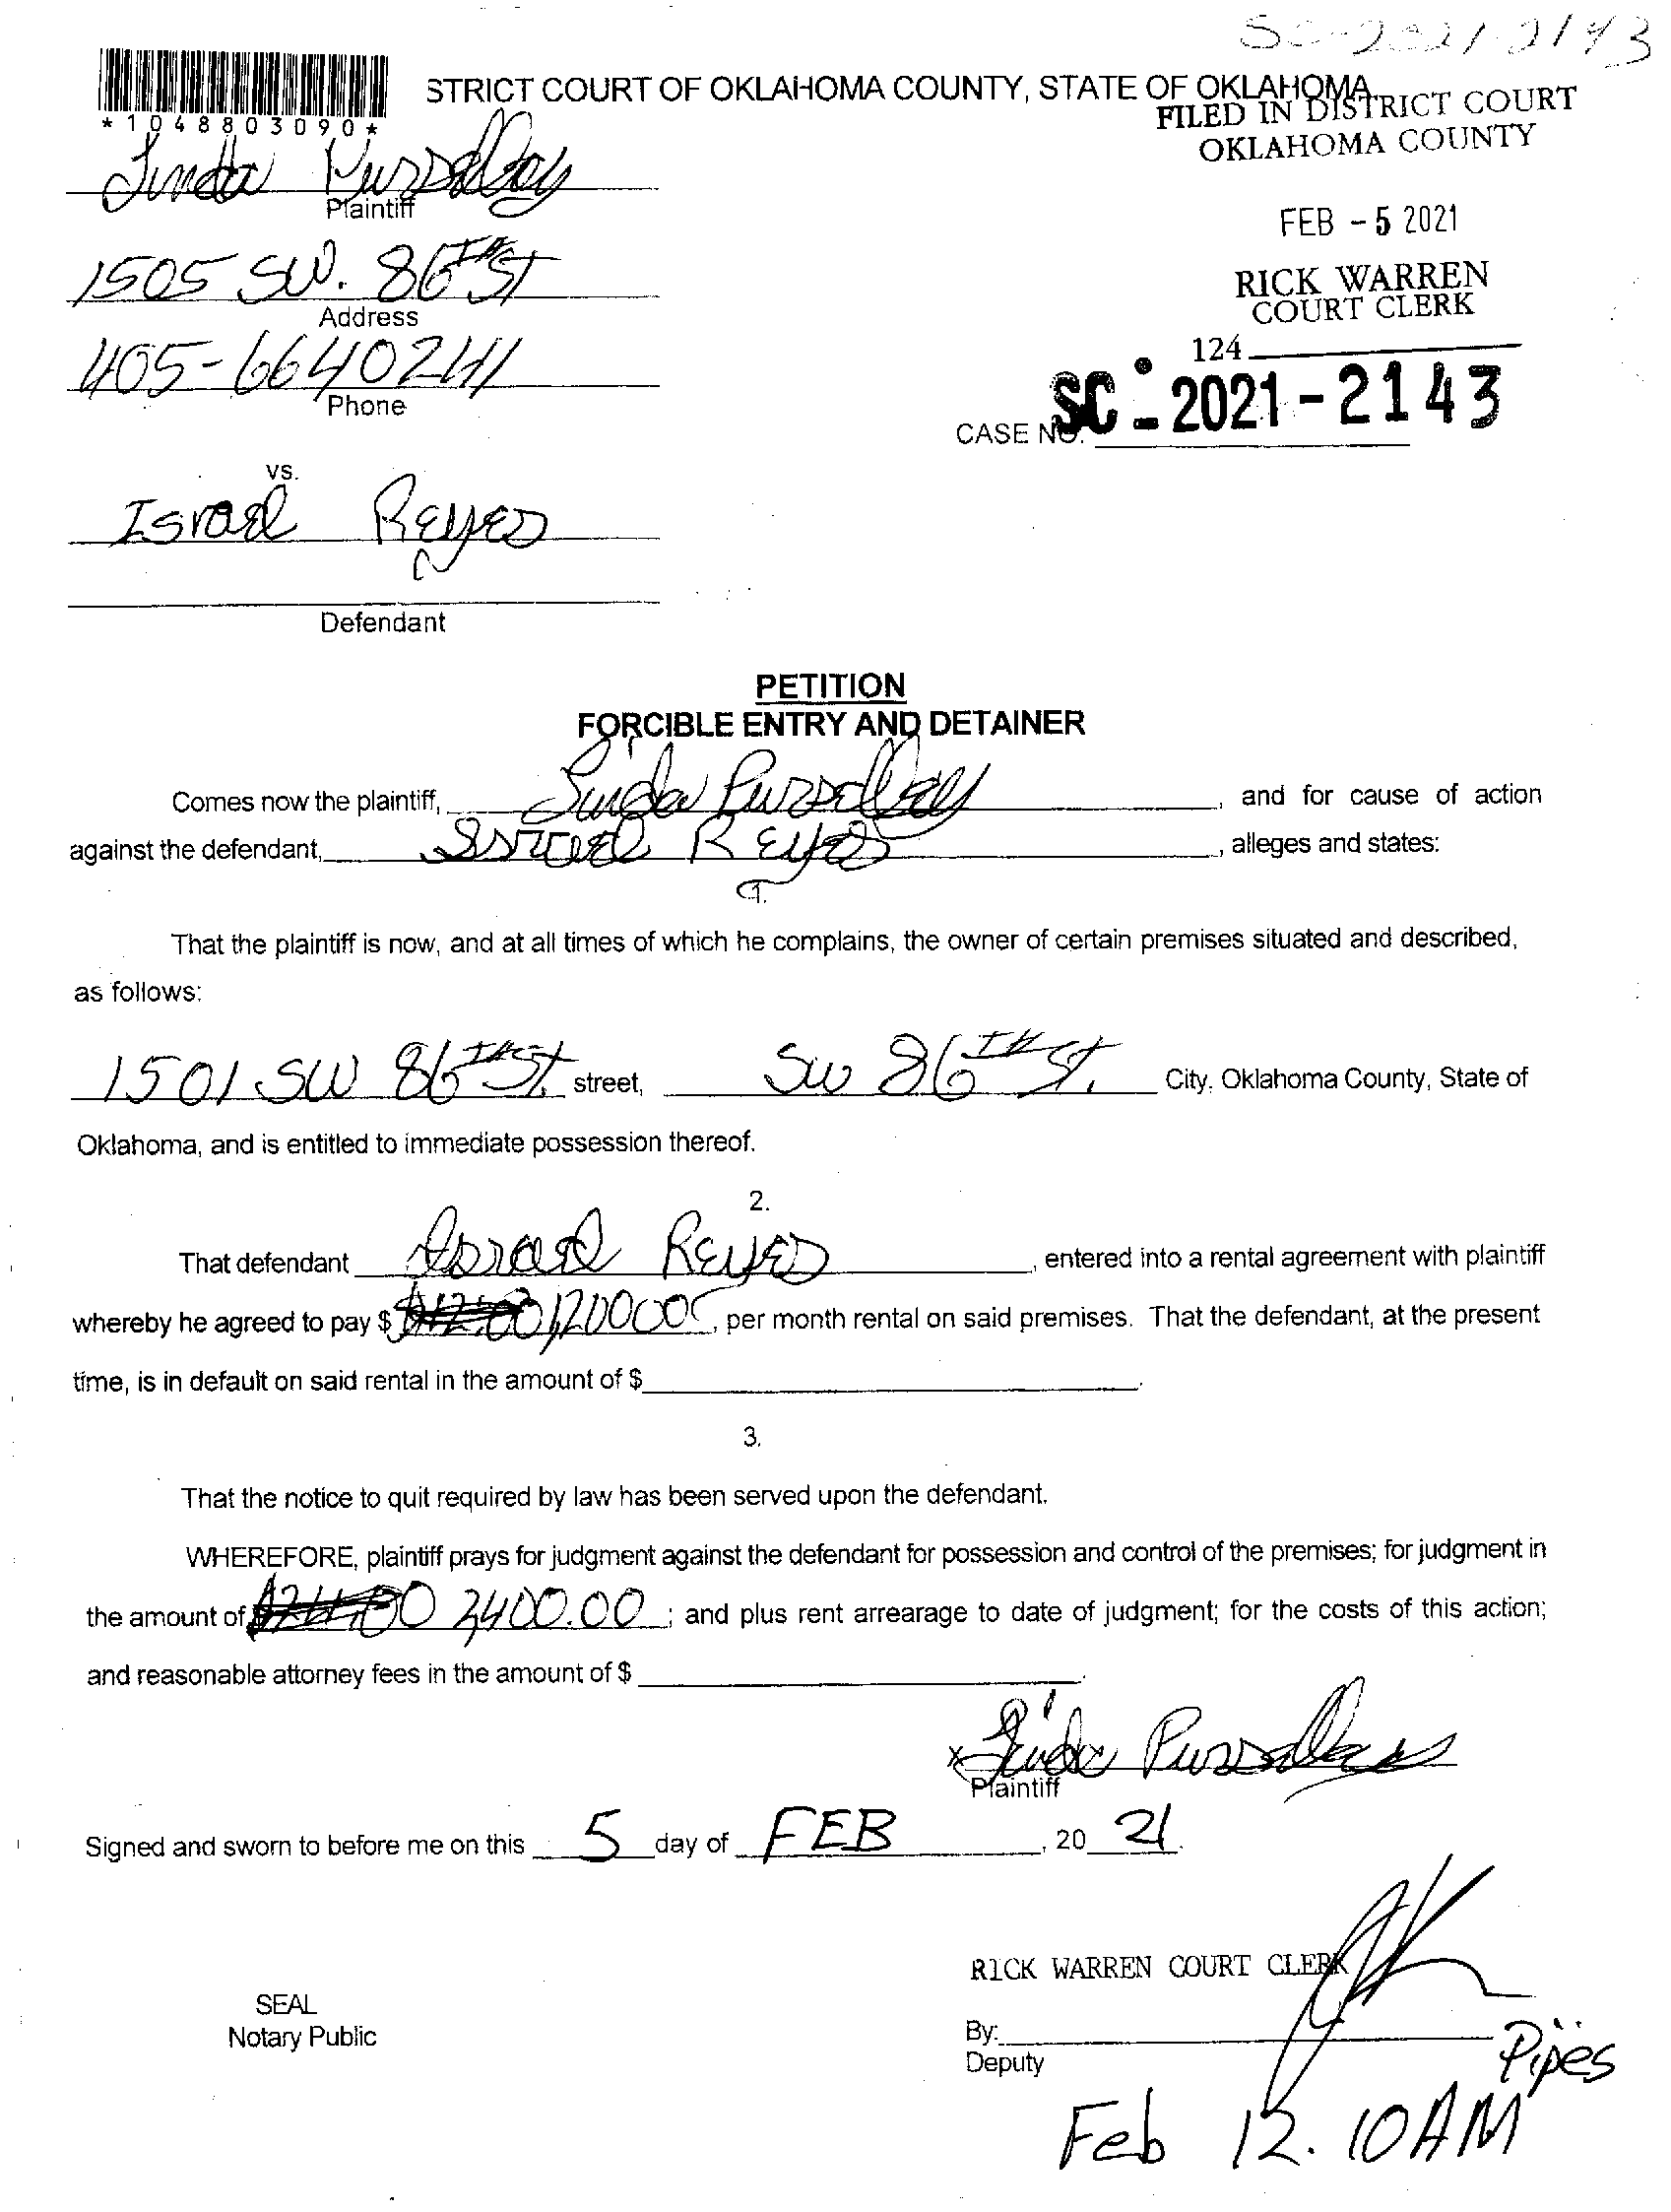 SC-2021-2143
STRICT COURT OF OKLAHOMA COUNTY, STATE OF OKLAHOMA
*1048803090*
FILED IN DISTRICT COURT
OKLAHOMA COUNTY
Linda
Plaintiff
FEB - 5 2021
1505 SW. 86TH ST
Address
RICK WARREN
COURT CLERK
405-6640241
Phone
124
CASE NO. SC - 2021-2143
vs.
Israel Reyes
Defendant
PETITION
FORCIBLE ENTRY AND DETAINER
Comes now the plaintiff, Linda , and for cause of action
against the defendant, Israel Reyes , alleges and states:
1.
That the plaintiff is now, and at all times of which he complains, the owner of certain premises situated and described,
as follows:
1501 SW 86TH ST. street, SW 86TH St. City, Oklahoma County, State of
Oklahoma, and is entitled to immediate possession thereof.
2.
That defendant Israel Reyes , entered into a rental agreement with plaintiff
whereby he agreed to pay $ , per month rental on said premises. That the defendant, at the present
time, is in default on said rental in the amount of $ .
3.
That the notice to quit required by law has been served upon the defendant.
WHEREFORE, plaintiff prays for judgment against the defendant for possession and control of the premises; for judgment in
the amount of 2400.00 ; and plus rent arrearage to date of judgment; for the costs of this action;
and reasonable attorney fees in the amount of $ .
x Linda
Plaintiff
Signed and sworn to before me on this 5 day of FEB , 20 21.
RICK WARREN COURT CLERK
SEAL
Notary Public
By:
Deputy
Pipes
Feb 12. 10AM